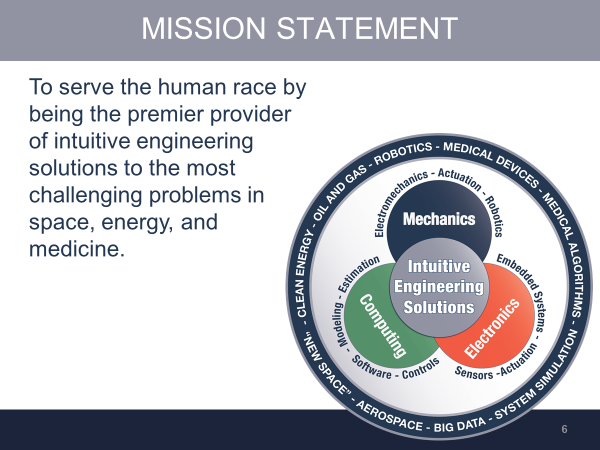 MISSION STATEMENT
To serve the human race by
being the premier provider
of intuitive engineering
solutions to the most
challenging problems in
space, energy, and
medicine.
- CLEAN ENERGY - OIL AND GAS - ROBOTICS - MEDICAL DEVICES - MEDICAL ALGORITHMS -
"NEW SPACE" - AEROSPACE - BIG DATA - SYSTEM SIMULATION
Electromechanics - Actuation - Robotics
Mechanics
Intuitive
Engineering
Solutions
Modeling - Estimation
Computing
- Software - Controls
Embedded Systems
Electronics
Sensors -Actuation -
6